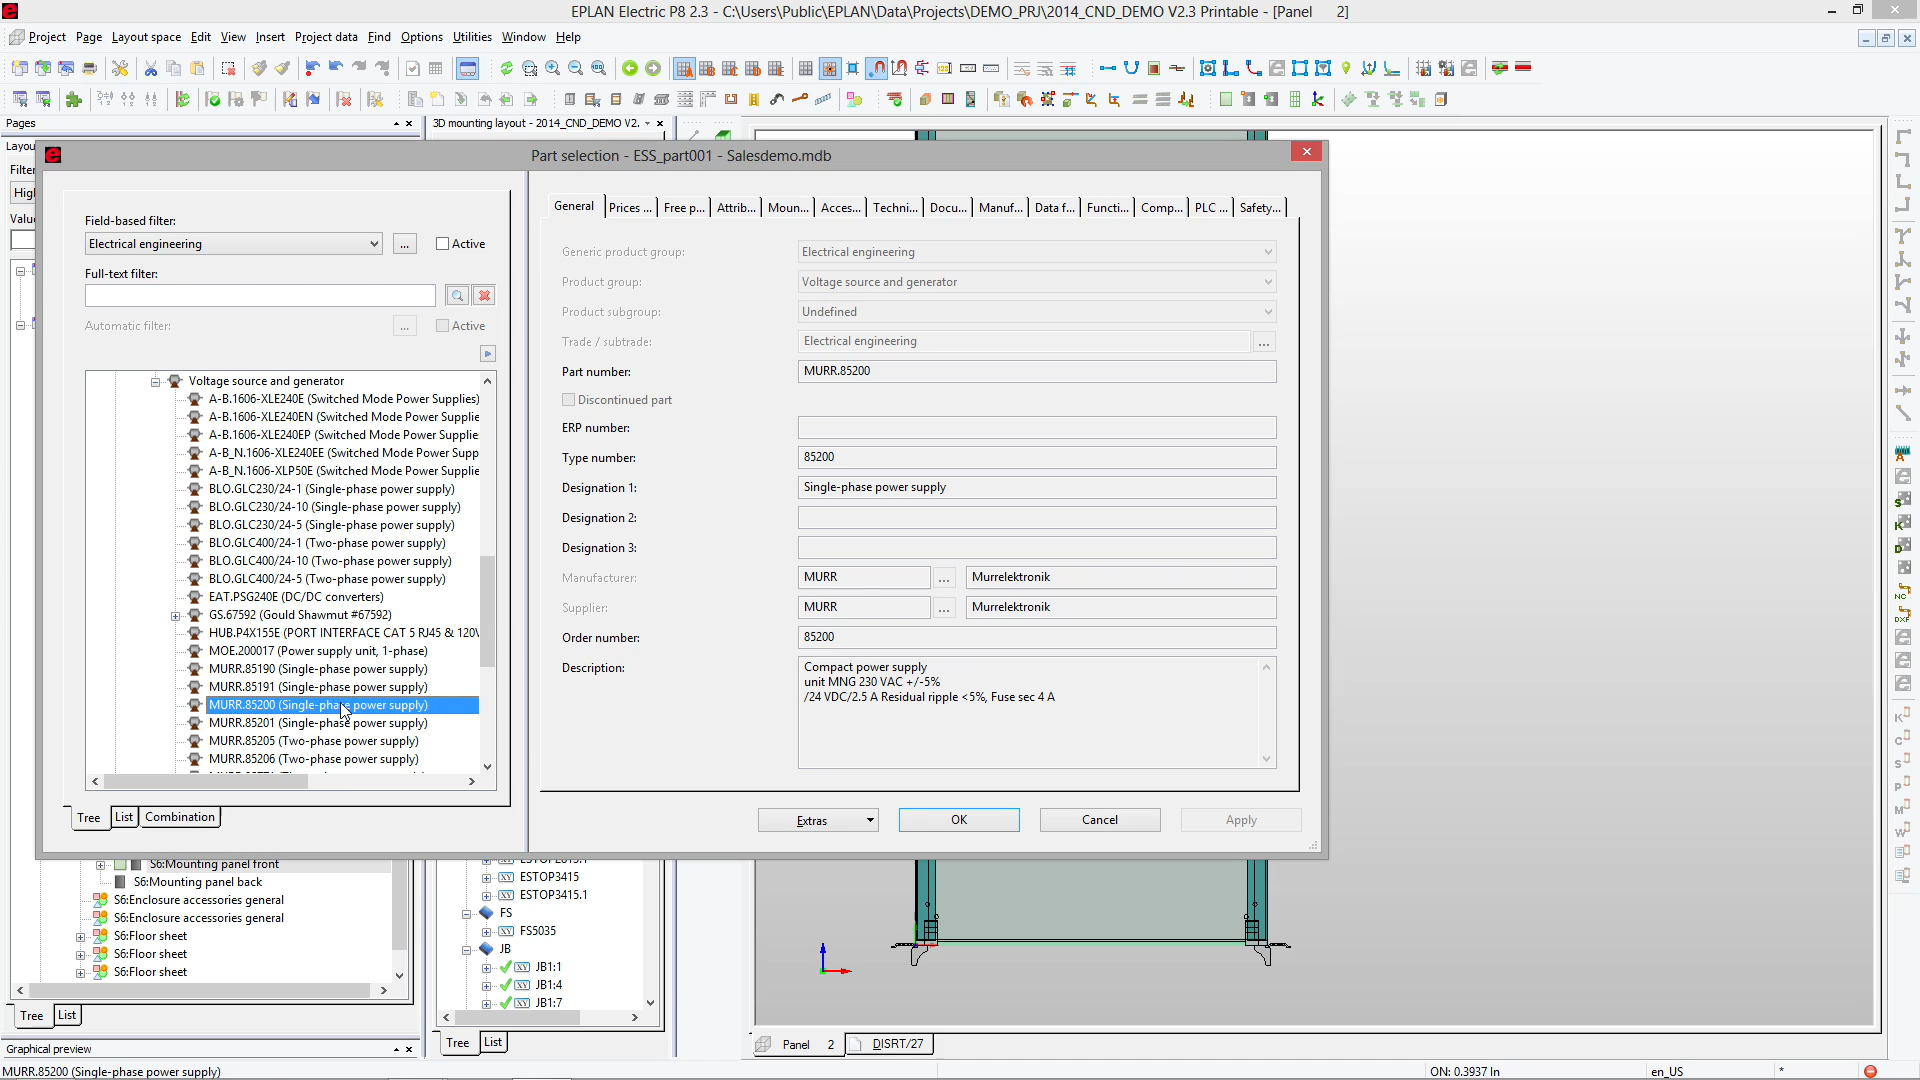 EPLAN Electric P8 2.3 - C:\Users\Public\EPLAN\Data\Projects\DEMO_PRJ\2014_CND_DEMO V2.3 Printable - [Panel 2]
Project Page Layout space Edit View Insert Project data Find Options Utilities Window Help
Pages
3D mounting layout - 2014_CND_DEMO V2.
Part selection - ESS_part001 - Salesdemo.mdb
Field-based filter:
Electrical engineering
...
Active
Full-text filter:
Automatic filter:
...
Active
Voltage source and generator
A-B.1606-XLE240E (Switched Mode Power Supplies)
A-B.1606-XLE240EN (Switched Mode Power Supplie
A-B.1606-XLE240EP (Switched Mode Power Supplie
A-B_N.1606-XLE240EE (Switched Mode Power Supp
A-B_N.1606-XLP50E (Switched Mode Power Supplie
BLO.GLC230/24-1 (Single-phase power supply)
BLO.GLC230/24-10 (Single-phase power supply)
BLO.GLC230/24-5 (Single-phase power supply)
BLO.GLC400/24-1 (Two-phase power supply)
BLO.GLC400/24-10 (Two-phase power supply)
BLO.GLC400/24-5 (Two-phase power supply)
EAT.PSG240E (DC/DC converters)
GS.67592 (Gould Shawmut #67592)
HUB.P4X155E (PORT INTERFACE CAT 5 RJ45 & 120V
MOE.200017 (Power supply unit, 1-phase)
MURR.85190 (Single-phase power supply)
MURR.85191 (Single-phase power supply)
MURR.85200 (Single-phase power supply)
MURR.85201 (Single-phase power supply)
MURR.85205 (Two-phase power supply)
MURR.85206 (Two-phase power supply)
Tree List Combination
General Prices ... Free p... Attrib... Moun... Acces... Techni... Docu... Manuf... Data f... Functi... Comp... PLC ... Safety...
Generic product group: Electrical engineering
Product group: Voltage source and generator
Product subgroup: Undefined
Trade / subtrade: Electrical engineering ...
Part number: MURR.85200
Discontinued part
ERP number:
Type number: 85200
Designation 1: Single-phase power supply
Designation 2:
Designation 3:
Manufacturer: MURR ... Murrelektronik
Supplier: MURR ... Murrelektronik
Order number: 85200
Description: Compact power supply
unit MNG 230 VAC +/-5%
/24 VDC/2.5 A Residual ripple <5%, Fuse sec 4 A
Extras OK Cancel Apply
S6:Mounting panel front
S6:Mounting panel back
S6:Enclosure accessories general
S6:Enclosure accessories general
S6:Floor sheet
S6:Floor sheet
S6:Floor sheet
Tree List
ESTOP3415
ESTOP3415.1
FS
FS5035
JB
JB1:1
JB1:4
JB1:7
Tree List
Panel 2 DISRT/27
Graphical preview
MURR.85200 (Single-phase power supply)
ON: 0.3937 In
en_US
*